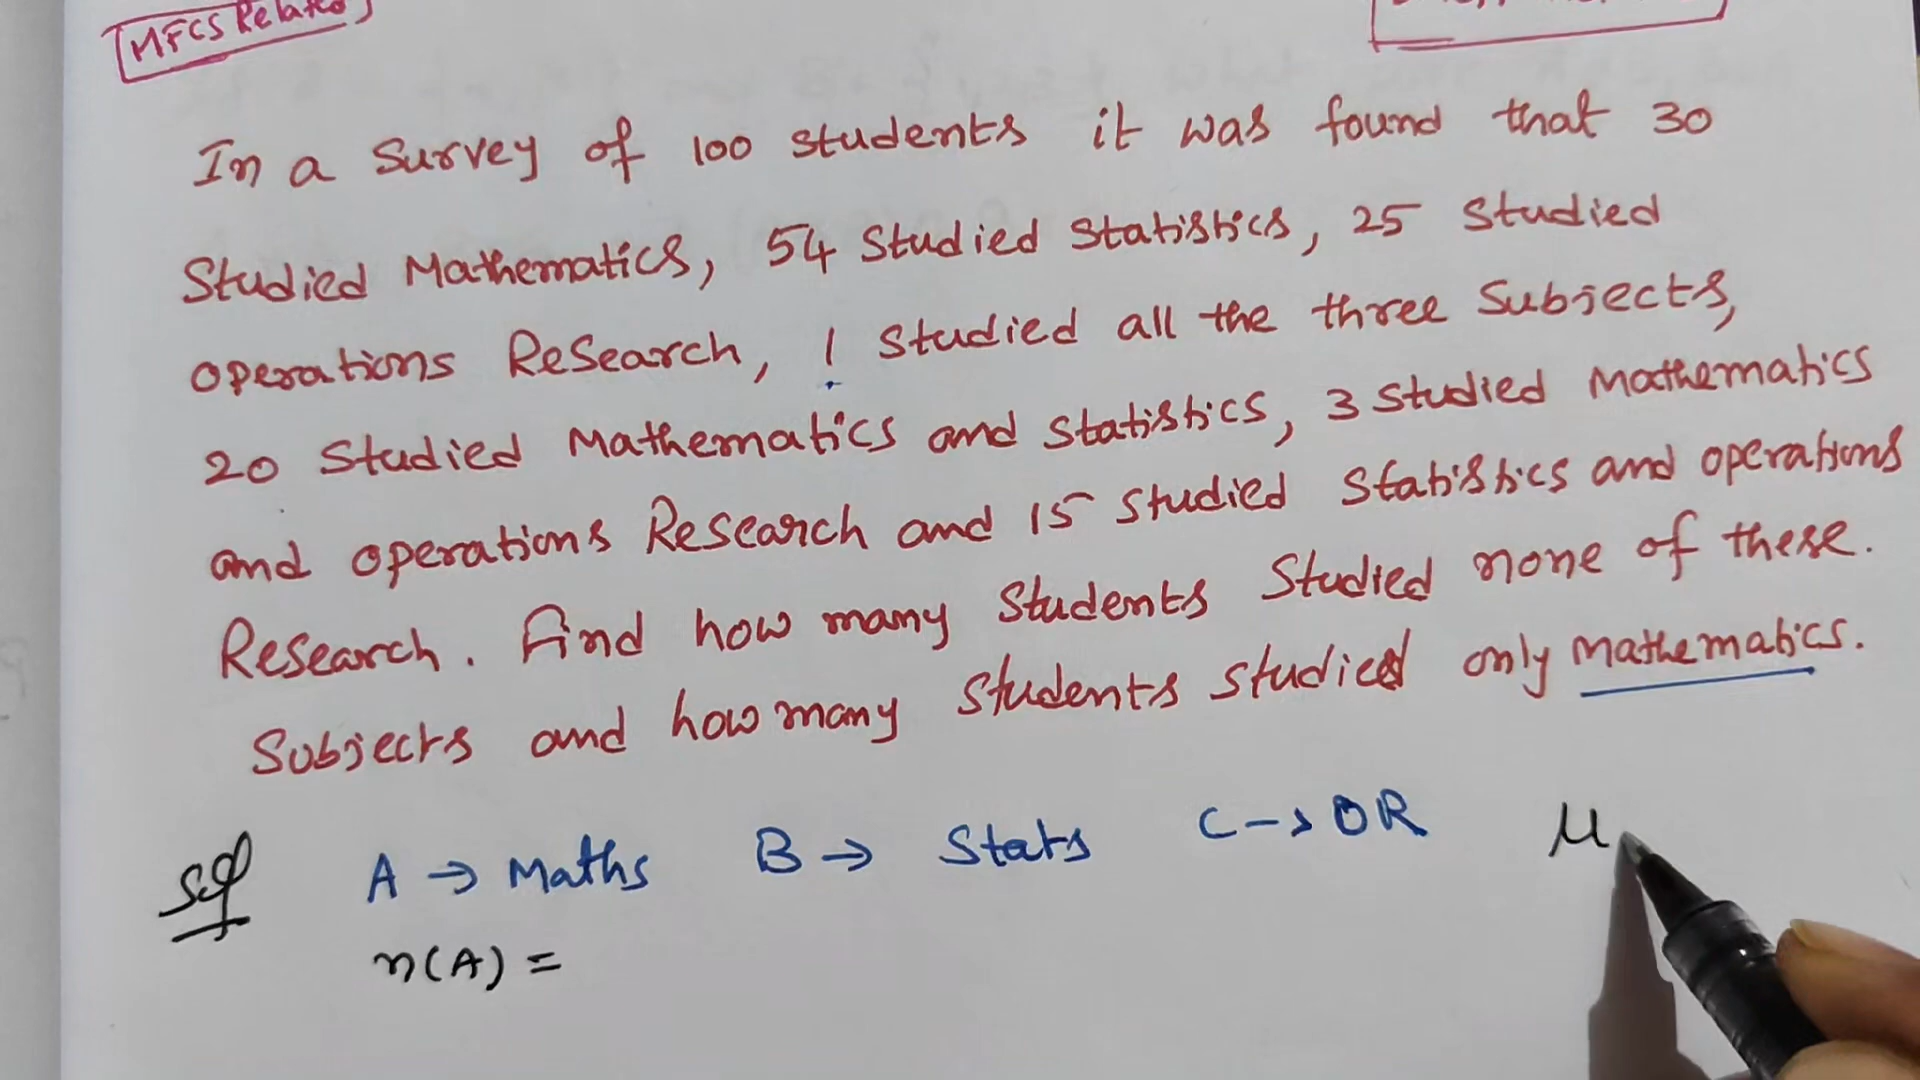 MFCS Related
In a survey of 100 students it was found that 30
Studied Mathematics, 54 studied statistics, 25 studied
operations Research, 1 studied all the three subjects,
20 studied Mathematics and statistics, 3 studied Mathematics
and operations Research and 15 studied statistics and operations
Research. Find how many students studied none of these.
Subjects and how many students studied only Mathematics.
Sol A → Maths B → Stats C → OR μ
n(A) =